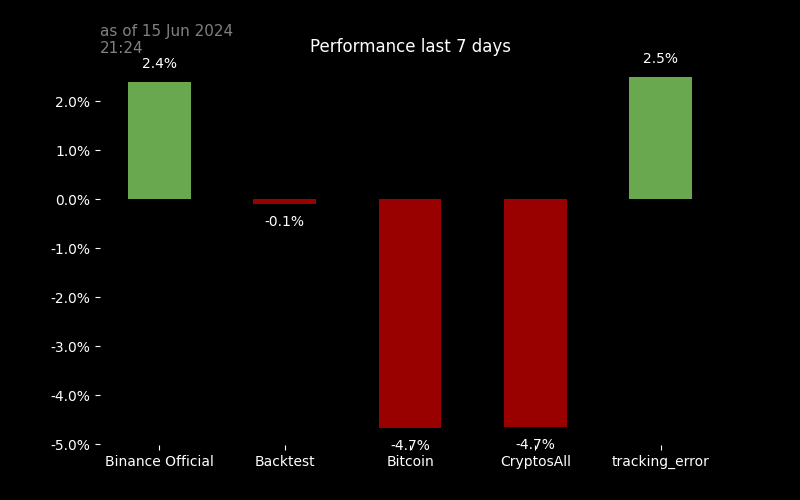 as of 15 Jun 2024
21:24
Performance last 7 days
2.4%
2.5%
2.0%
1.0%
0.0%
-0.1%
-1.0%
-2.0%
-3.0%
-4.0%
-5.0%
-4.7%
-4.7%
Binance Official
Backtest
Bitcoin
CryptosAll
tracking_error